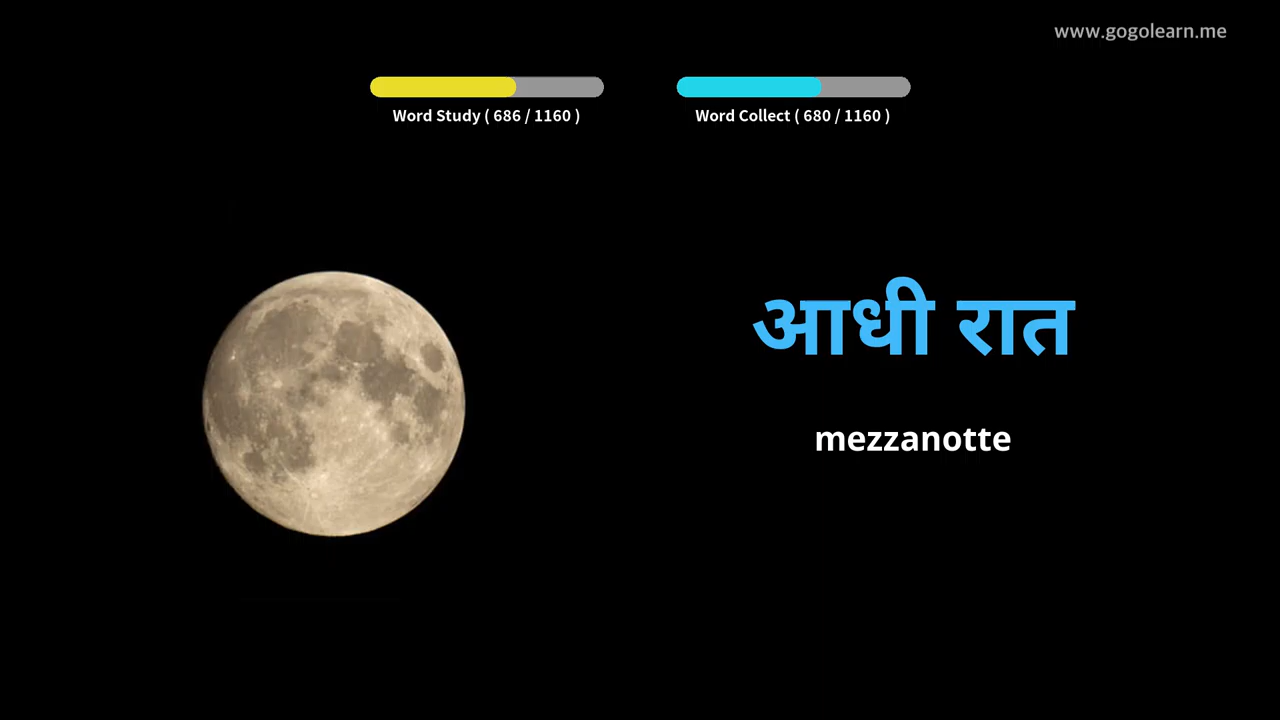 www.gogolearn.me
Word Study ( 686 / 1160 )
Word Collect ( 680 / 1160 )
आधी रात
mezzanotte